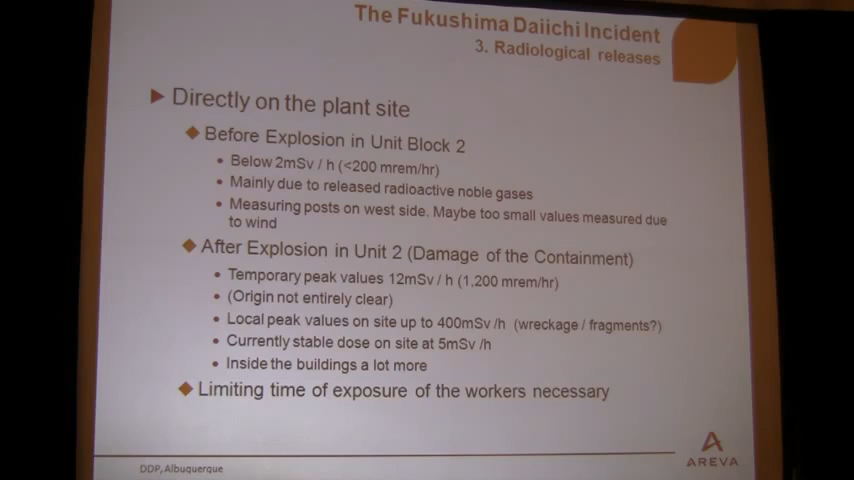 The Fukushima Daiichi Incident
3. Radiological releases
Directly on the plant site
Before Explosion in Unit Block 2
Below 2mSv / h (<200 mrem/hr)
Mainly due to released radioactive noble gases
Measuring posts on west side. Maybe too small values measured due
to wind
After Explosion in Unit 2 (Damage of the Containment)
Temporary peak values 12mSv / h (1,200 mrem/hr)
(Origin not entirely clear)
Local peak values on site up to 400mSv /h (wreckage / fragments?)
Currently stable dose on site at 5mSv /h
Inside the buildings a lot more
Limiting time of exposure of the workers necessary
DDP, Albuquerque
AREVA